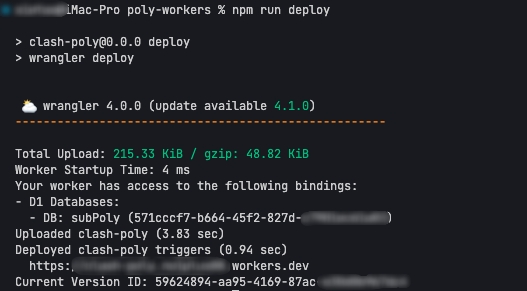 iMac-Pro poly-workers % npm run deploy
> clash-poly@0.0.0 deploy
> wrangler deploy
⛅ wrangler 4.0.0 (update available 4.1.0)
-------------------------------------------------------
Total Upload: 215.33 KiB / gzip: 48.82 KiB
Worker Startup Time: 4 ms
Your worker has access to the following bindings:
- D1 Databases:
- DB: subPoly (571cccf7-b664-45f2-827d- )
Uploaded clash-poly (3.83 sec)
Deployed clash-poly triggers (0.94 sec)
https: workers.dev
Current Version ID: 59624894-aa95-4169-87ac